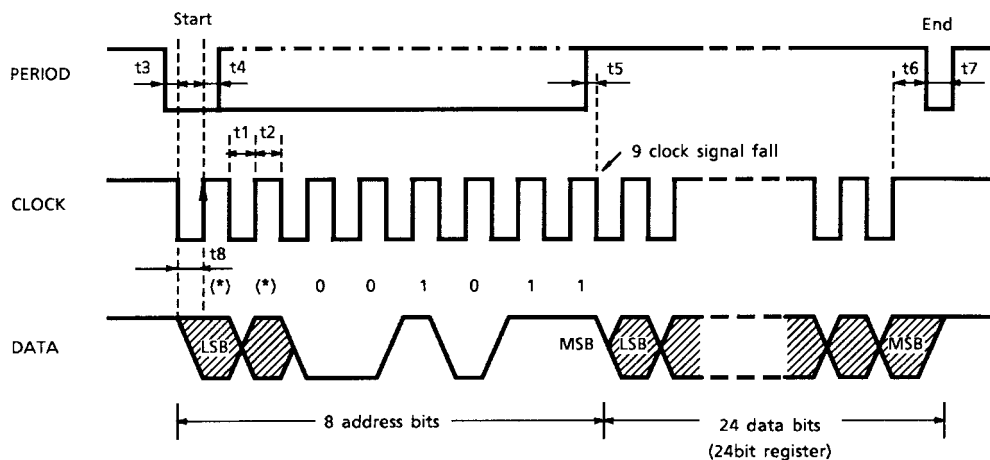 Start
End
PERIOD
t3
t4
t5
t6
t7
t1
t2
9 clock signal fall
CLOCK
t8
(*) (*) 0 0 1 0 1 1
DATA
LSB
MSB
LSB
MSB
8 address bits
24 data bits
(24bit register)